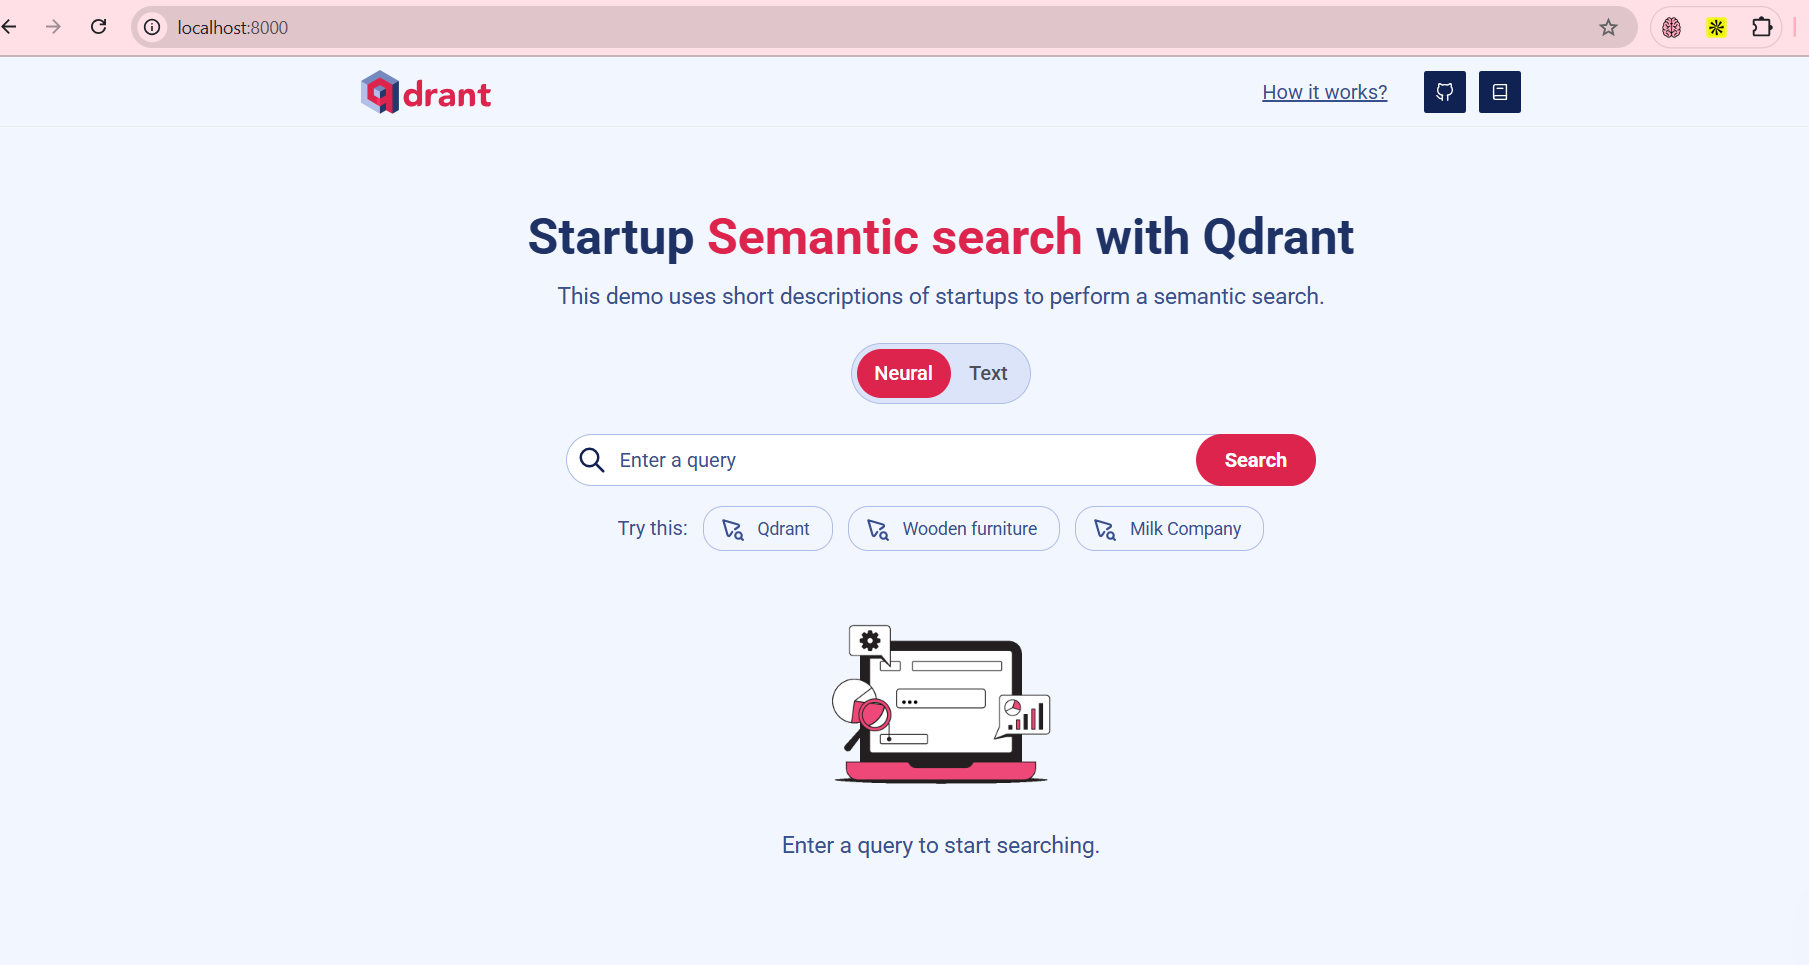 localhost:8000
qdrant
How it works?
Startup Semantic search with Qdrant
This demo uses short descriptions of startups to perform a semantic search.
Neural Text
Enter a query Search
Try this: Qdrant Wooden furniture Milk Company
Enter a query to start searching.